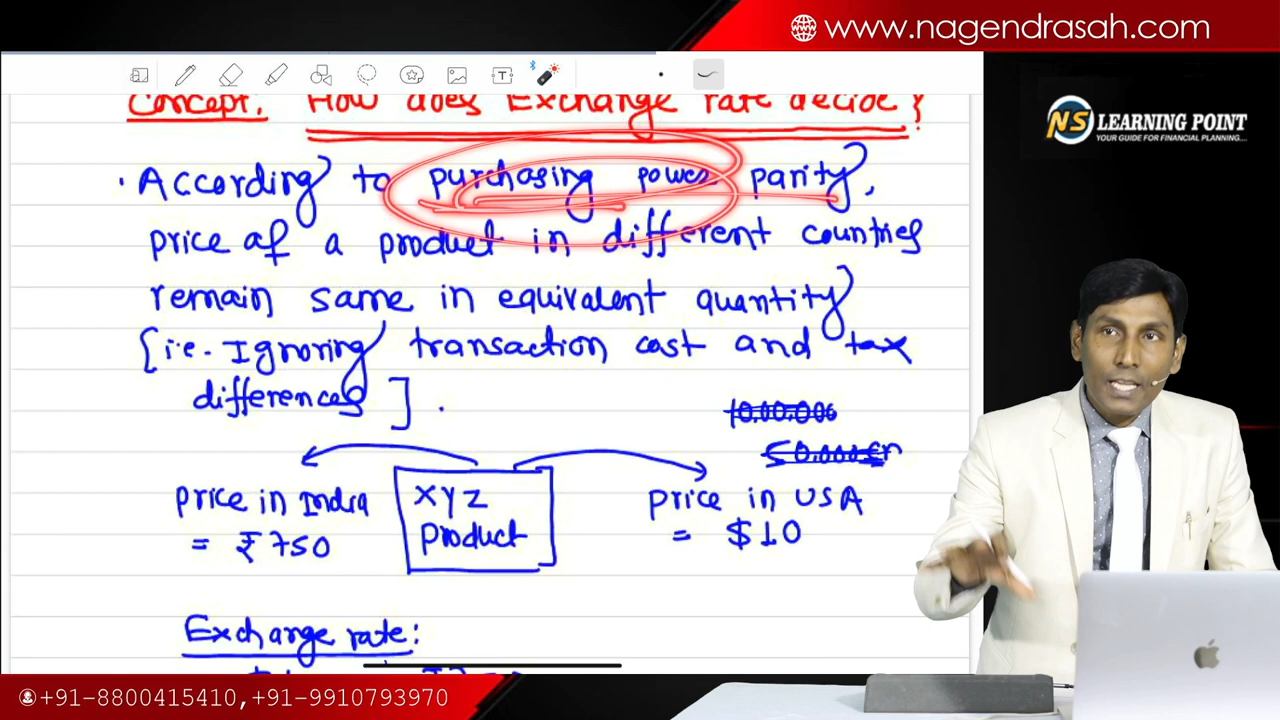 www.nagendrasah.com
Concept: How does Exchange rate decide?
NS LEARNING POINT
YOUR GUIDE FOR FINANCIAL PLANNING...
· According to purchasing power parity,
price of a product in different countries
remain same in equivalent quantity
[i.e. Ignoring transaction cost and tax
differences].
10,00,000
price in India
= ₹750
XYZ
Product
price in USA
= $10
Exchange rate:
+91-8800415410,+91-9910793970